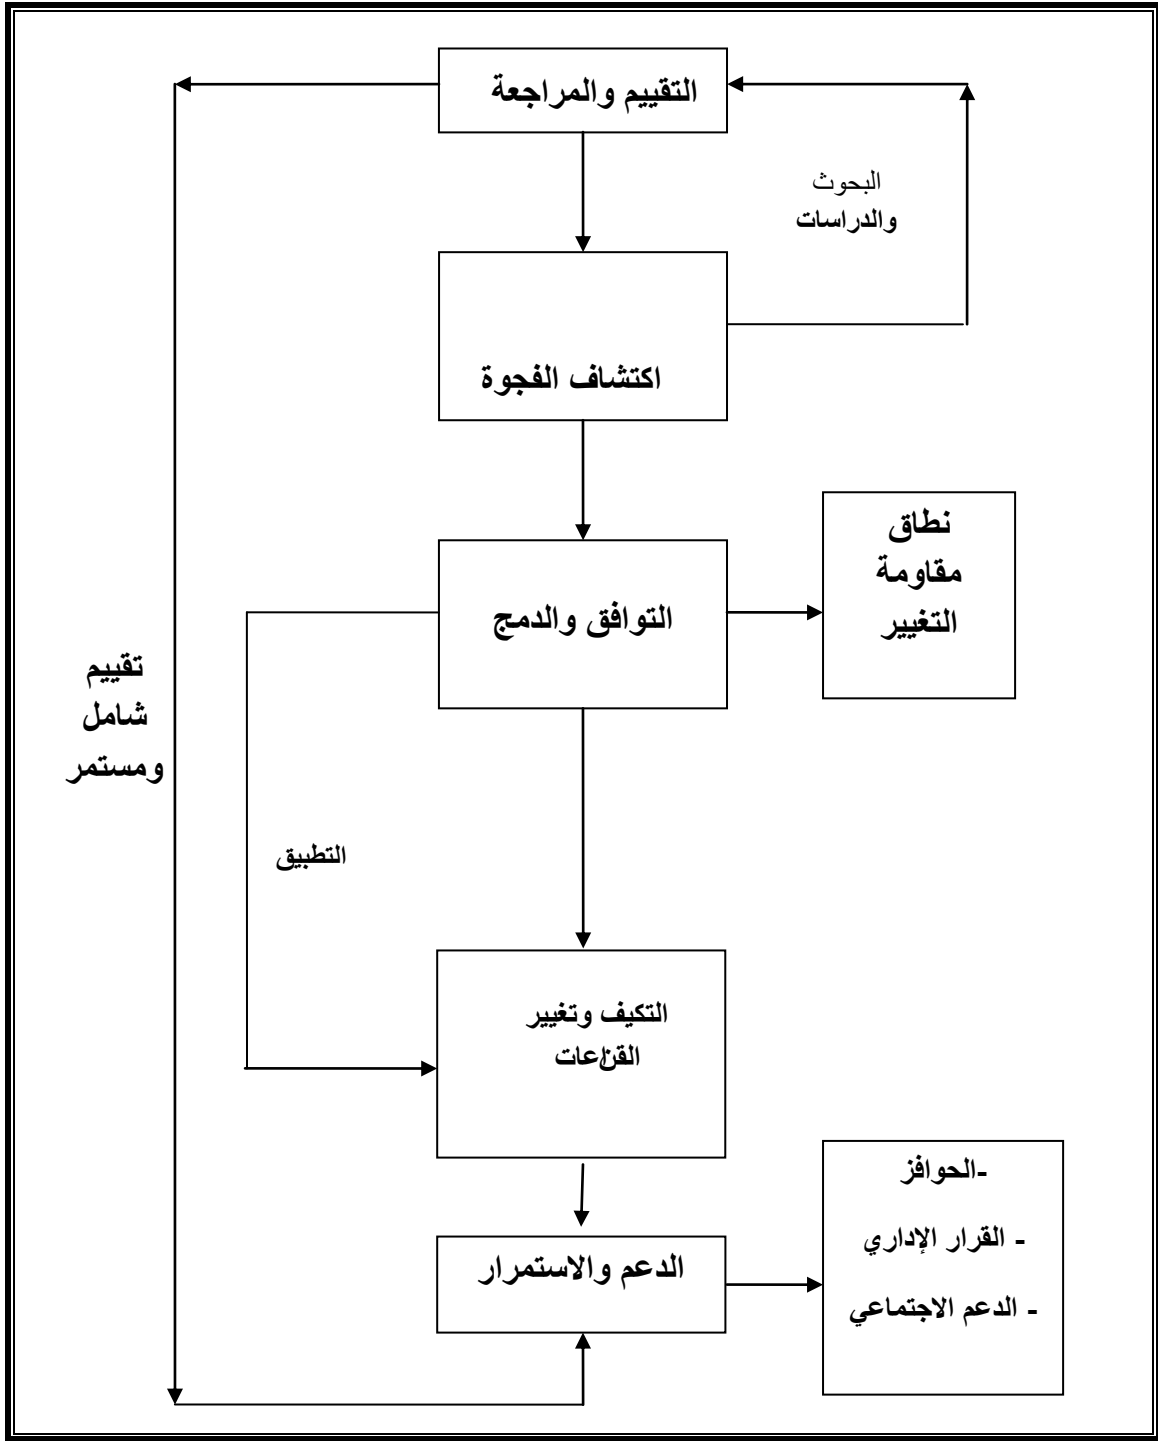 التقييم والمراجعة
البحوث
والدراسات
اكتشاف الفجوة
نطاق
مقاومة
التغيير
التوافق والدمج
تقييم
شامل
ومستمر
التطبيق
التكيف وتغيير
القناعات
-الحوافز
- القرار الإداري
- الدعم الاجتماعي
الدعم والاستمرار